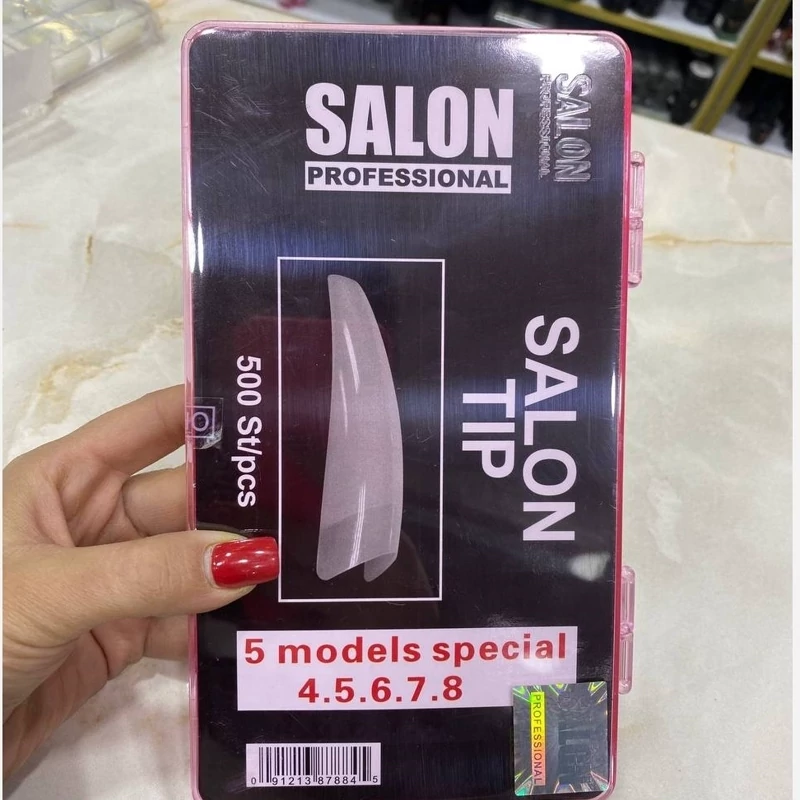 SALON
PROFESSIONAL
SALON
PROFESSIONAL
SALON
TIP
500 St/pcs
5 models special
4.5.6.7.8
PROFESSIONAL
SALON
0 91213 87884 5